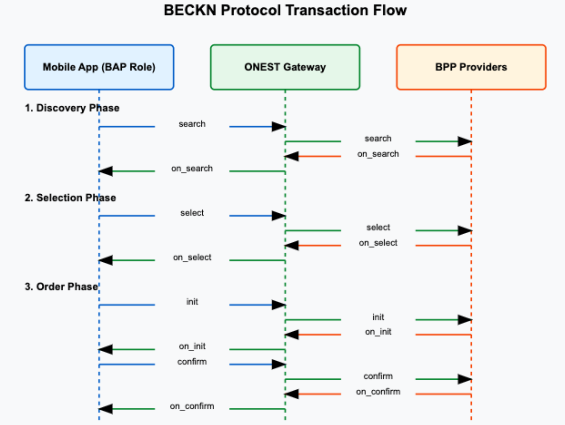 BECKN Protocol Transaction Flow
Mobile App (BAP Role)
ONEST Gateway
BPP Providers
1. Discovery Phase
search
search
on_search
on_search
2. Selection Phase
select
select
on_select
on_select
3. Order Phase
init
init
on_init
on_init
confirm
confirm
on_confirm
on_confirm